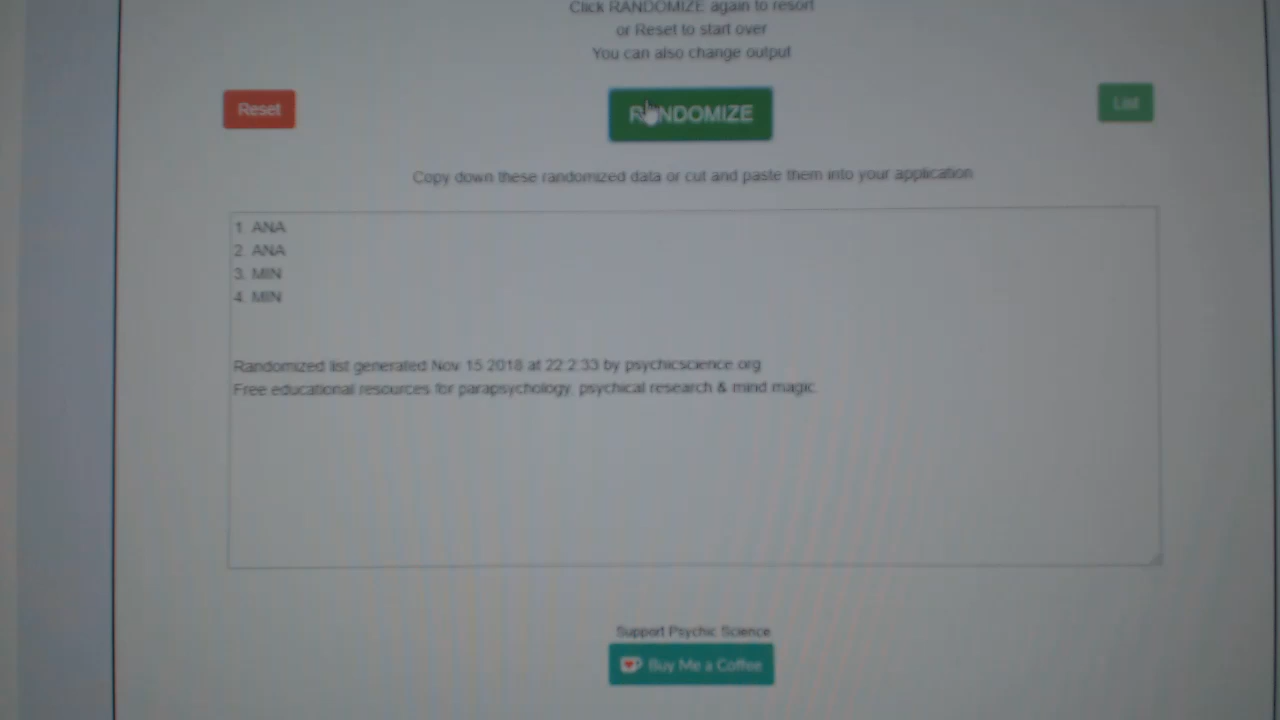 Click RANDOMIZE again to resort
or Reset to start over
You can also change output
Reset
RANDOMIZE
List
Copy down these randomized data or cut and paste them into your application
1. ANA
2. ANA
3. MIN
4. MIN
Randomized list generated Nov 15 2018 at 22:2:33 by psychicscience.org
Free educational resources for parapsychology, psychical research & mind magic.
Support Psychic Science
Buy Me a Coffee